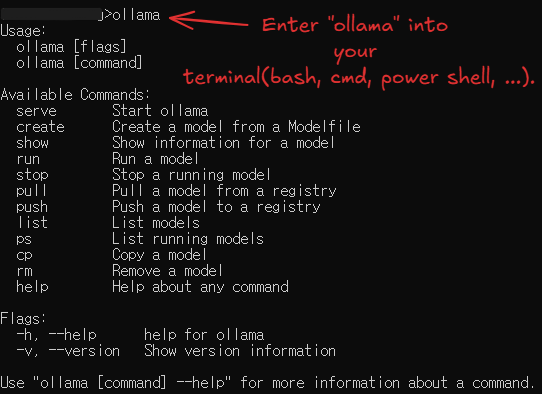 >ollama
Enter "ollama" into
your
terminal(bash, cmd, power shell, ...).
Usage:
  ollama [flags]
  ollama [command]
Available Commands:
  serve       Start ollama
  create      Create a model from a Modelfile
  show        Show information for a model
  run         Run a model
  stop        Stop a running model
  pull        Pull a model from a registry
  push        Push a model to a registry
  list        List models
  ps          List running models
  cp          Copy a model
  rm          Remove a model
  help        Help about any command
Flags:
  -h, --help      help for ollama
  -v, --version   Show version information
Use "ollama [command] --help" for more information about a command.